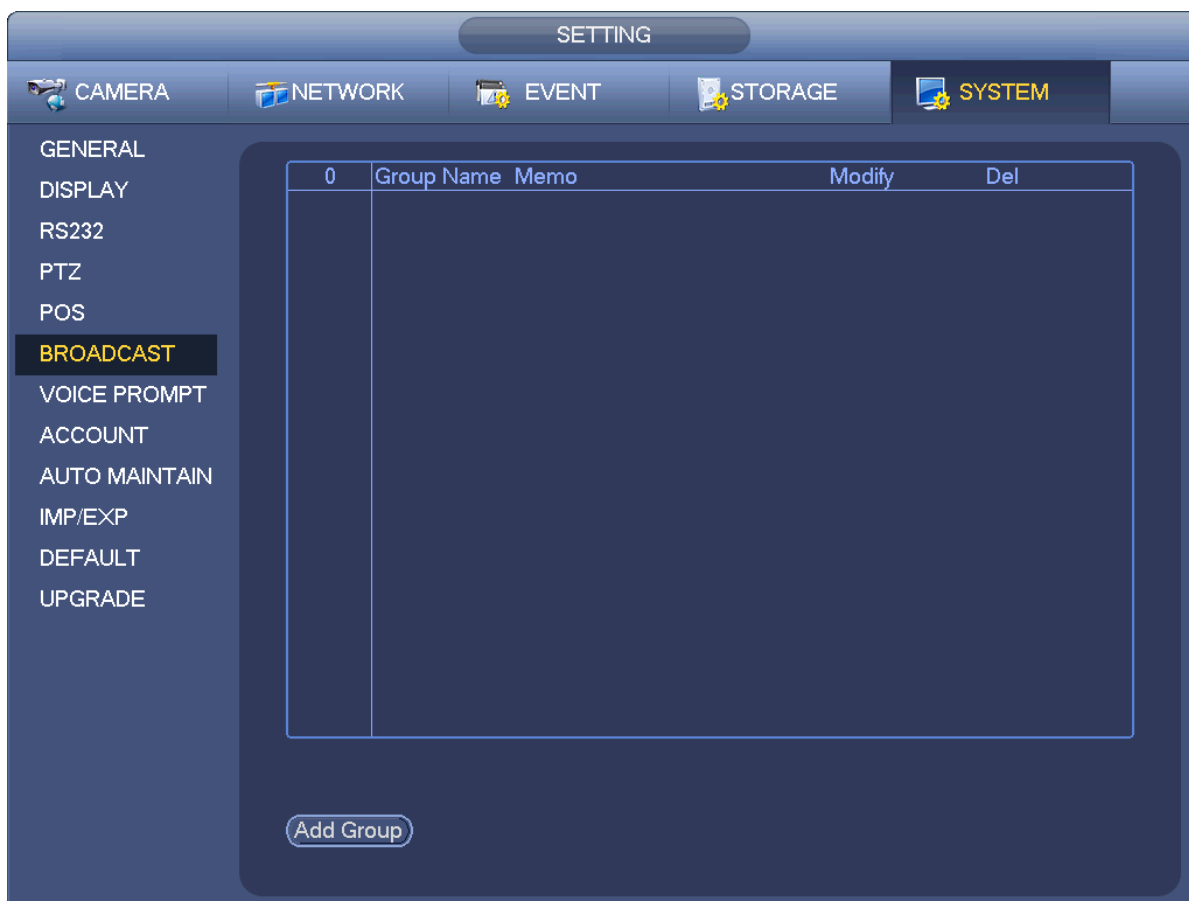 SETTING
CAMERA NETWORK EVENT STORAGE SYSTEM
GENERAL
DISPLAY
RS232
PTZ
POS
BROADCAST
VOICE PROMPT
ACCOUNT
AUTO MAINTAIN
IMP/EXP
DEFAULT
UPGRADE
0 Group Name Memo Modify Del
Add Group